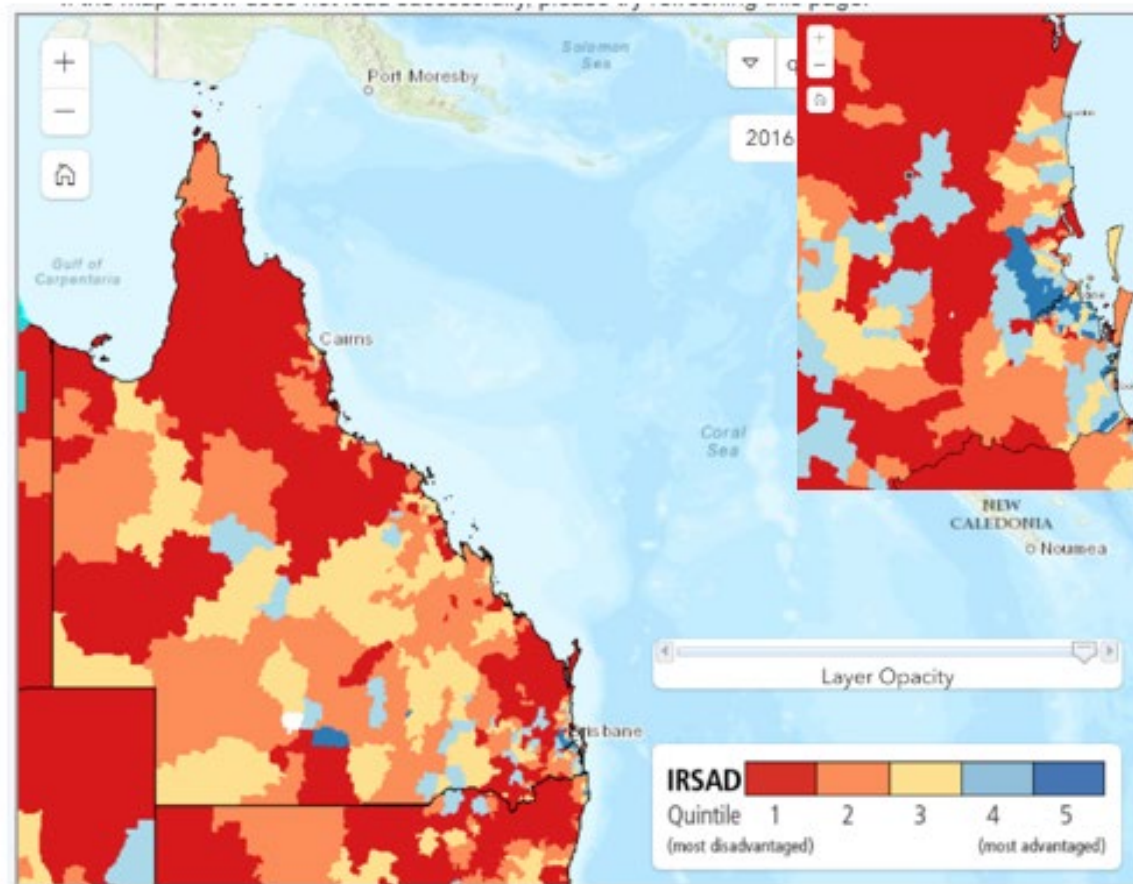 Solomon
Sea
Port Moresby
2016
Gulf of
Carpentaria
Cairns
Coral
Sea
NEW
CALEDONIA
Noumea
Layer Opacity
Brisbane
IRSAD
Quintile 1 2 3 4 5
(most disadvantaged) (most advantaged)